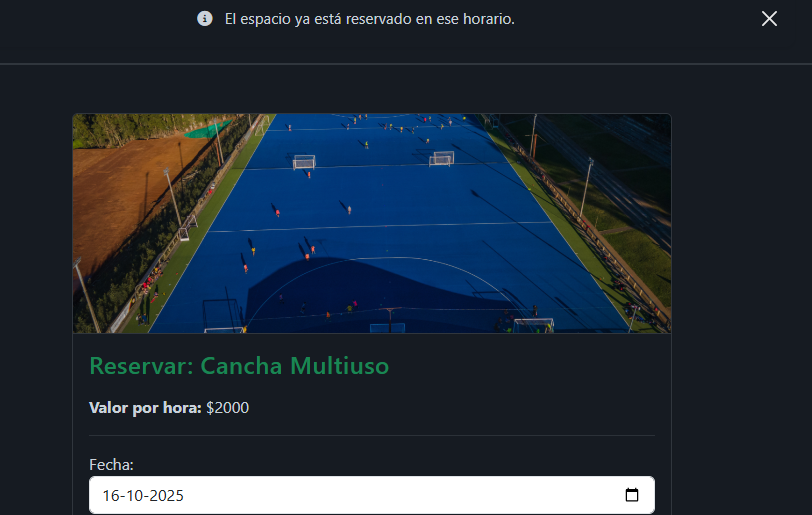 El espacio ya está reservado en ese horario.
Reservar: Cancha Multiuso
Valor por hora: $2000
Fecha:
16-10-2025